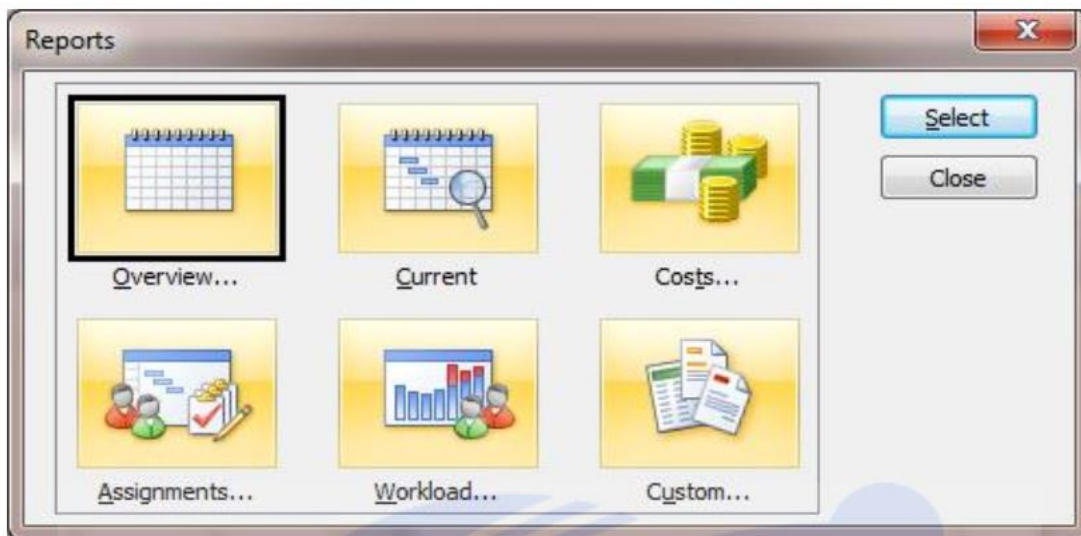 Reports
X
Select
Close
Overview...
Current
Costs...
Assignments...
Workload...
Custom...